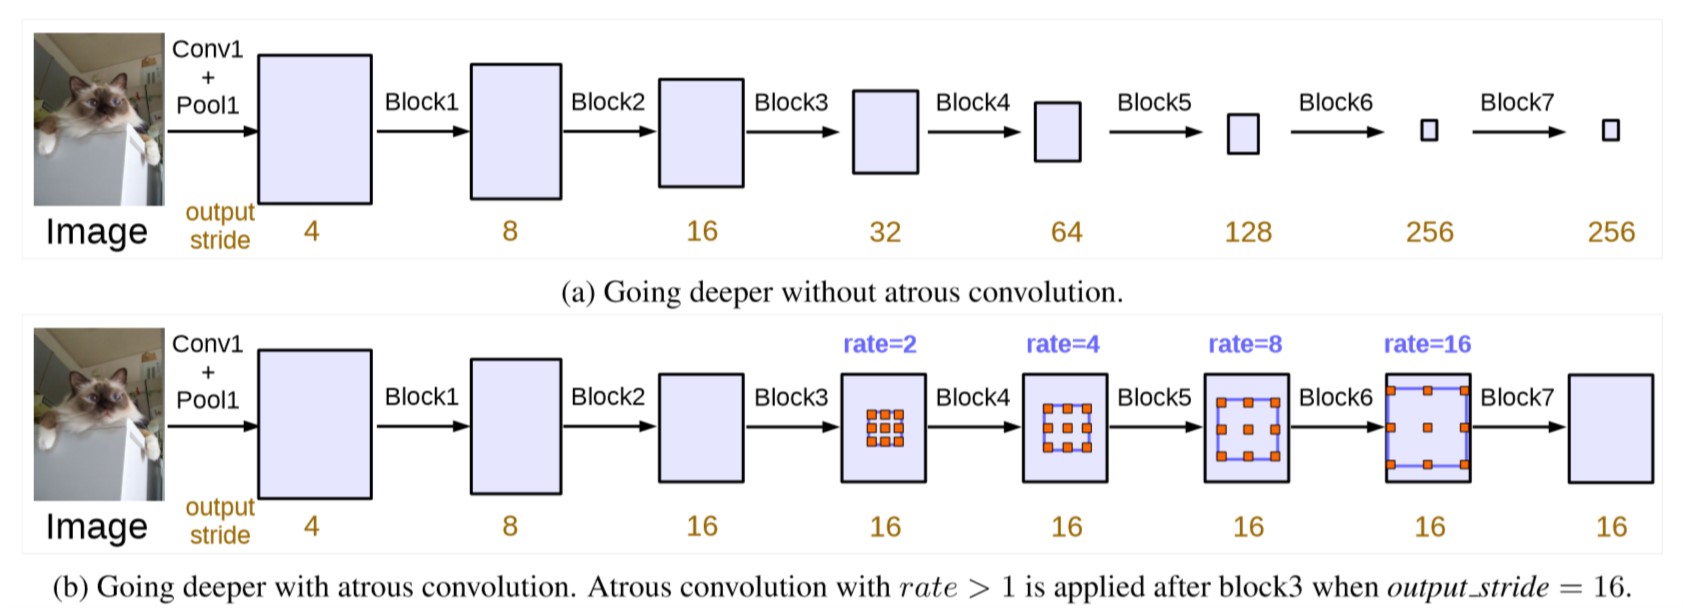 Conv1
+
Pool1
Block1
Block2
Block3
Block4
Block5
Block6
Block7
Image
output
stride
4
8
16
32
64
128
256
256
(a) Going deeper without atrous convolution.
rate=2
rate=4
rate=8
rate=16
Conv1
+
Pool1
Block1
Block2
Block3
Block4
Block5
Block6
Block7
Image
output
stride
4
8
16
16
16
16
16
16
(b) Going deeper with atrous convolution. Atrous convolution with rate > 1 is applied after block3 when output_stride = 16.